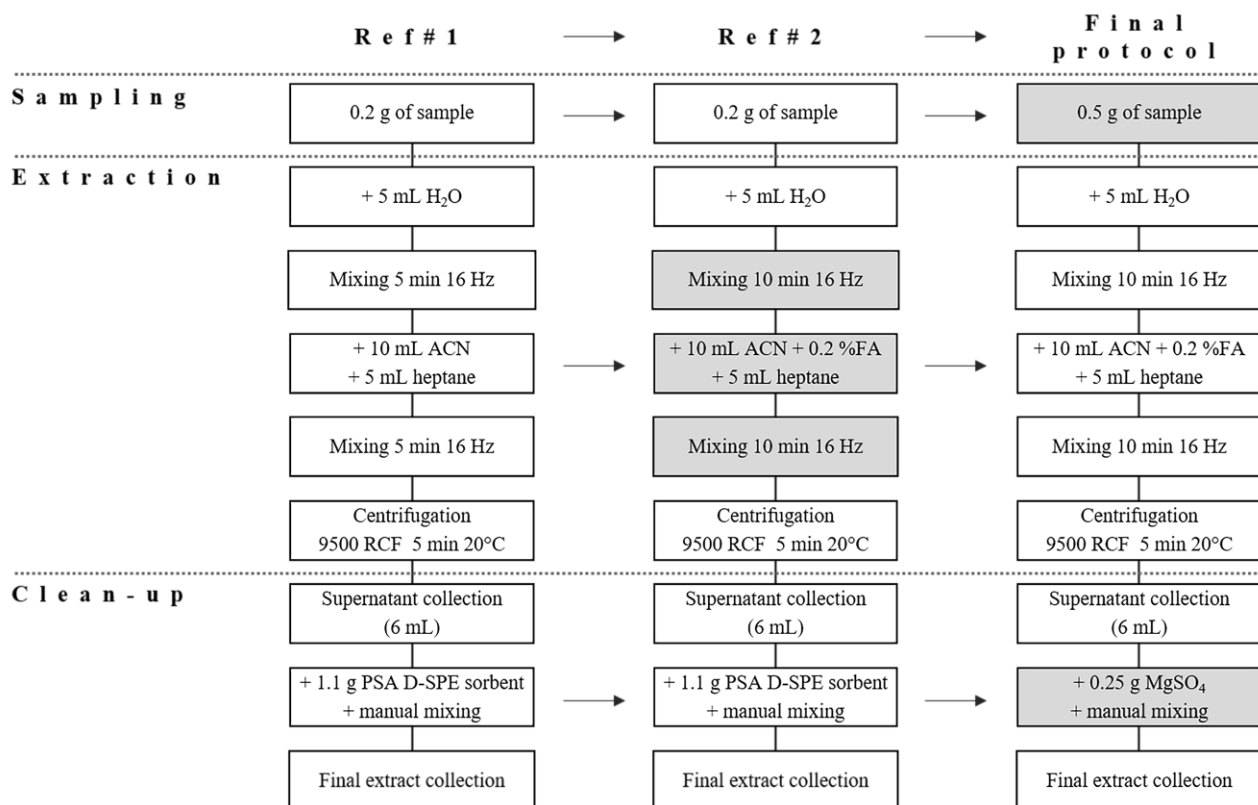 Ref#1
Ref#2
Final
protocol
Sampling
0.2 g of sample
0.2 g of sample
0.5 g of sample
Extraction
+ 5 mL H₂O
+ 5 mL H₂O
+ 5 mL H₂O
Mixing 5 min 16 Hz
Mixing 10 min 16 Hz
Mixing 10 min 16 Hz
+ 10 mL ACN
+ 5 mL heptane
+ 10 mL ACN + 0.2 %FA
+ 5 mL heptane
+ 10 mL ACN + 0.2 %FA
+ 5 mL heptane
Mixing 5 min 16 Hz
Mixing 10 min 16 Hz
Mixing 10 min 16 Hz
Centrifugation
9500 RCF 5 min 20°C
Centrifugation
9500 RCF 5 min 20°C
Centrifugation
9500 RCF 5 min 20°C
Clean-up
Supernatant collection
(6 mL)
Supernatant collection
(6 mL)
Supernatant collection
(6 mL)
+ 1.1 g PSA D-SPE sorbent
+ manual mixing
+ 1.1 g PSA D-SPE sorbent
+ manual mixing
+ 0.25 g MgSO₄
+ manual mixing
Final extract collection
Final extract collection
Final extract collection